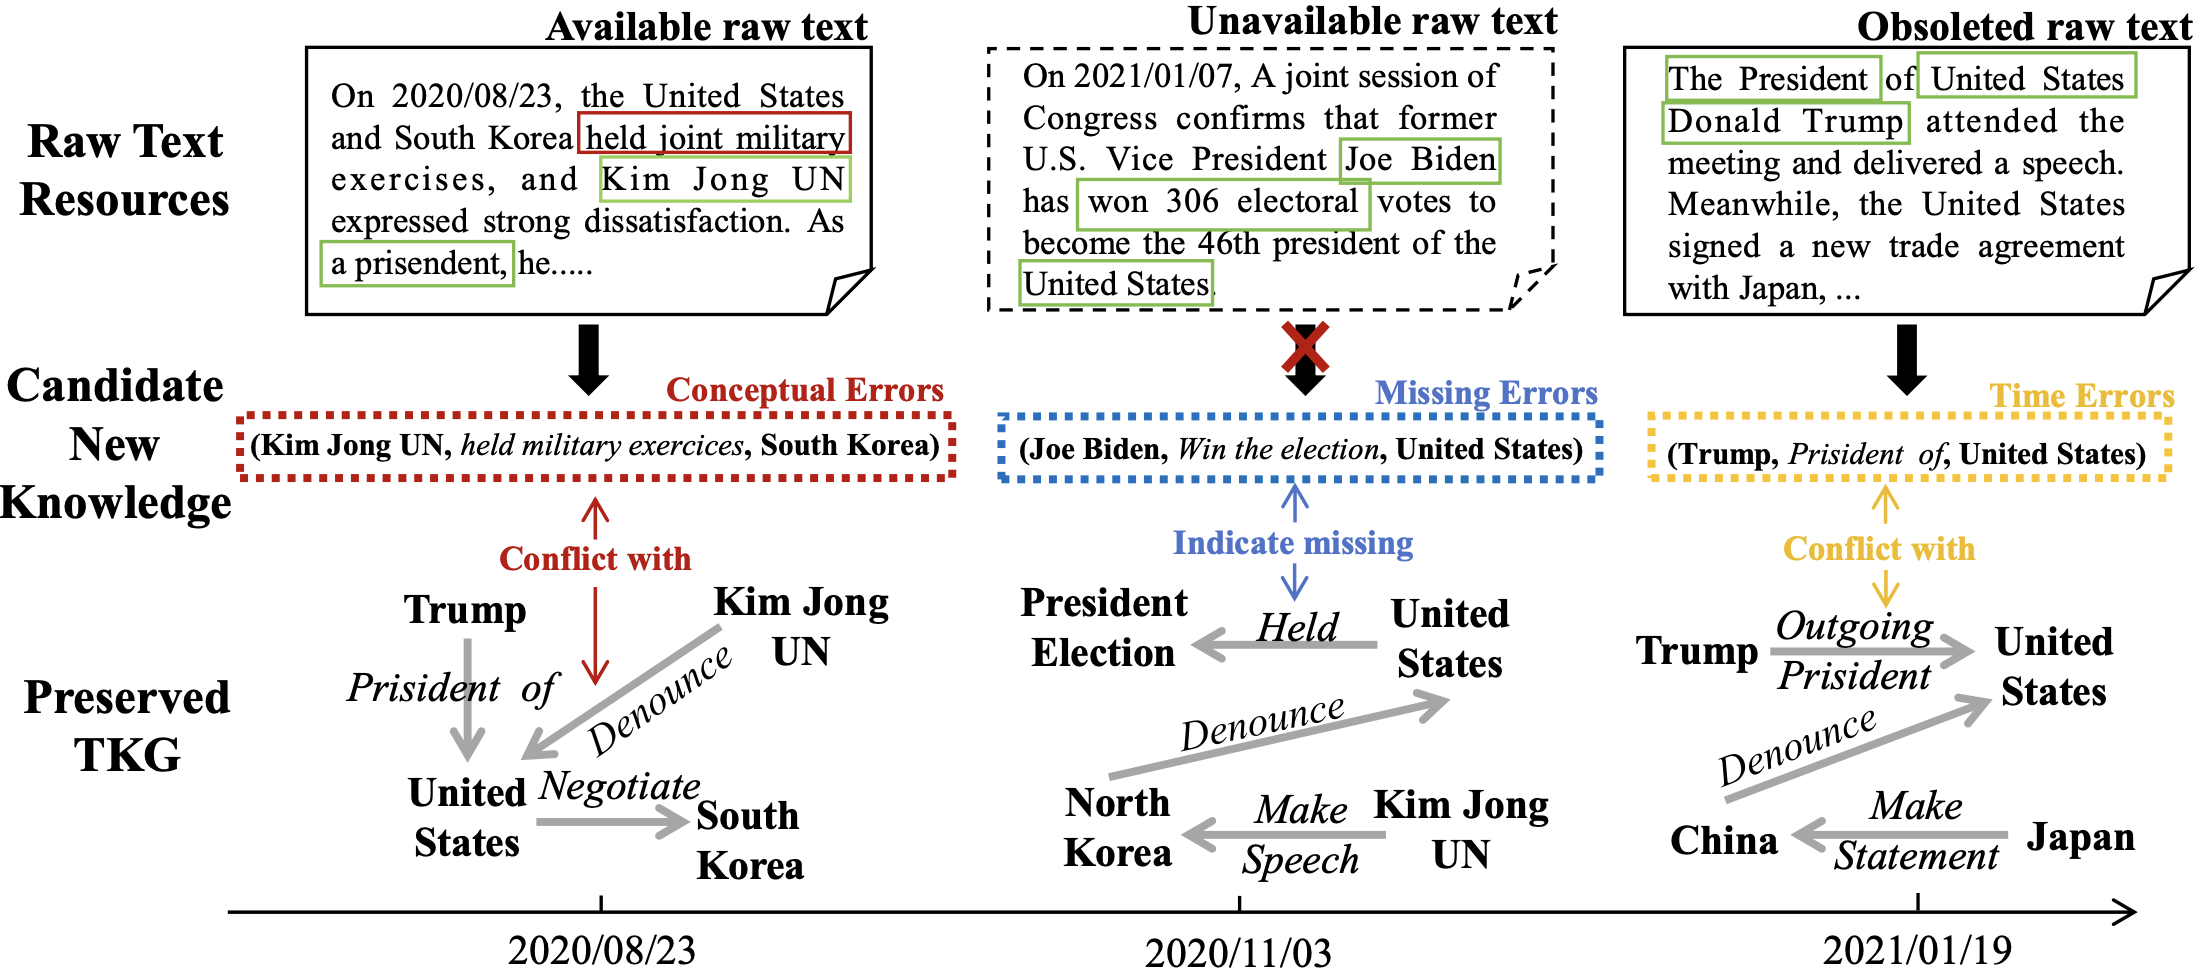 Available raw text
Unavailable raw text
Obsoleted raw text
Raw Text
Resources
On 2020/08/23, the United States
and South Korea held joint military
exercises, and Kim Jong UN
expressed strong dissatisfaction. As
a prisendent, he.....
On 2021/01/07, A joint session of
Congress confirms that former
U.S. Vice President Joe Biden
has won 306 electoral votes to
become the 46th president of the
United States.
The President of United States
Donald Trump attended the
meeting and delivered a speech.
Meanwhile, the United States
signed a new trade agreement
with Japan, ...
Candidate
New
Knowledge
Conceptual Errors
(Kim Jong UN, held military exercices, South Korea)
Missing Errors
(Joe Biden, Win the election, United States)
Time Errors
(Trump, Prisident of, United States)
Conflict with
Indicate missing
Conflict with
Preserved
TKG
Trump
Kim Jong
UN
Prisident of
Denounce
United
States
Negotiate
South
Korea
President
Election
Held
United
States
Denounce
North
Korea
Make
Speech
Kim Jong
UN
Trump
Outgoing
Prisident
United
States
Denounce
China
Make
Statement
Japan
2020/08/23
2020/11/03
2021/01/19